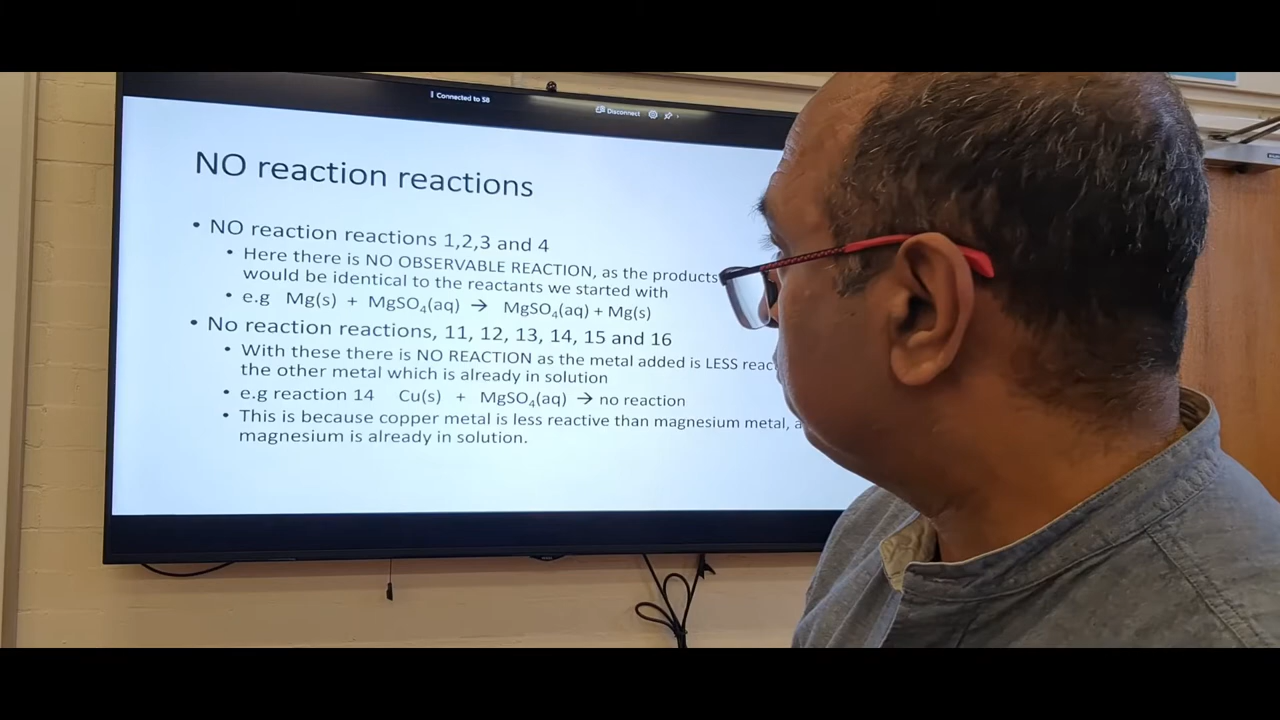 Connected to 58
Disconnect
NO reaction reactions
• NO reaction reactions 1,2,3 and 4
• Here there is NO OBSERVABLE REACTION, as the products
would be identical to the reactants we started with
• e.g Mg(s) + MgSO₄(aq) → MgSO₄(aq) + Mg(s)
• No reaction reactions, 11, 12, 13, 14, 15 and 16
• With these there is NO REACTION as the metal added is LESS reac
the other metal which is already in solution
• e.g reaction 14 Cu(s) + MgSO₄(aq) → no reaction
• This is because copper metal is less reactive than magnesium metal, a
magnesium is already in solution.